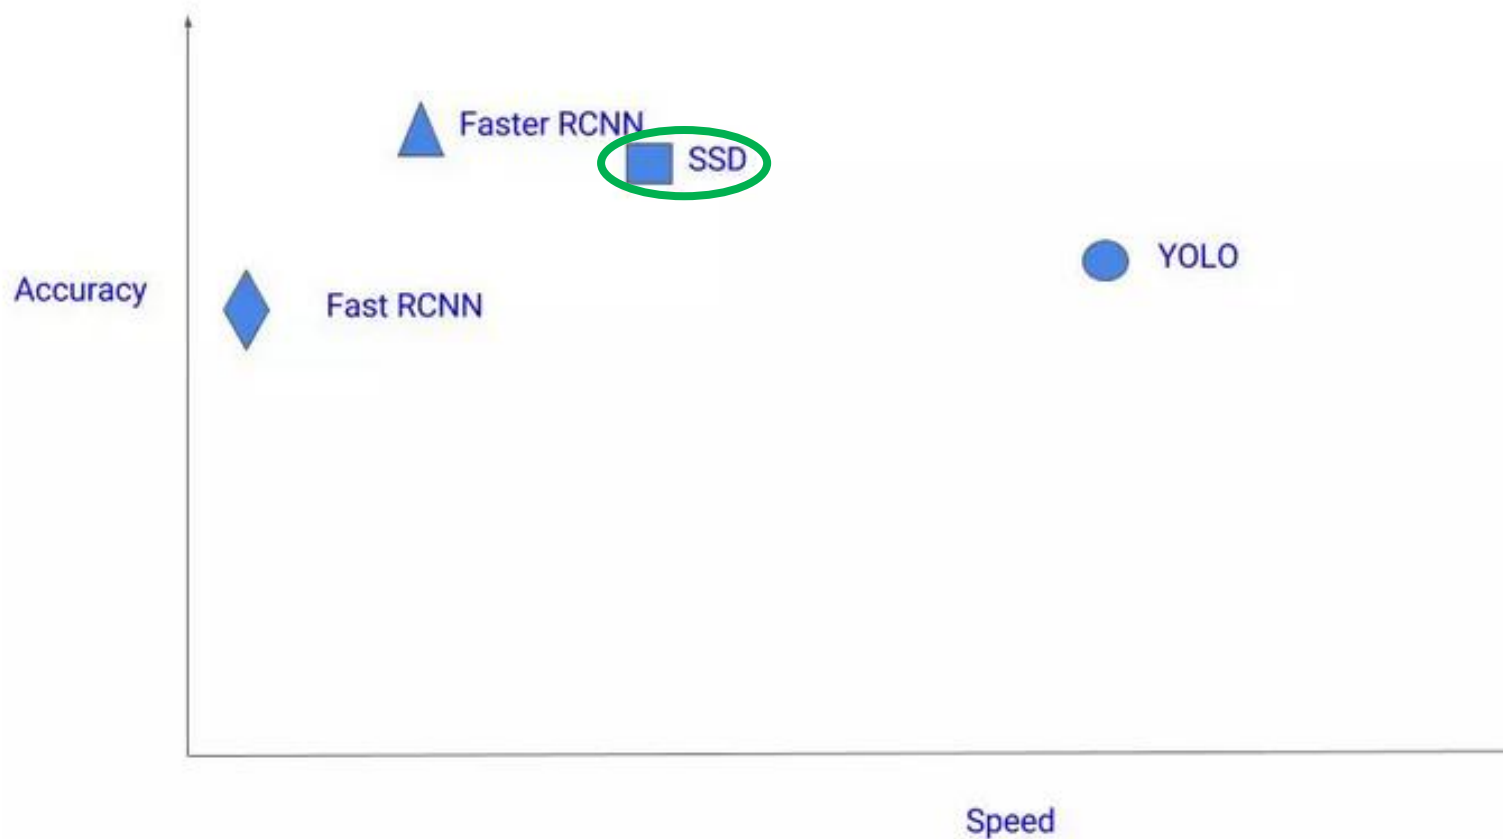 Faster RCNN
SSD
YOLO
Accuracy
Fast RCNN
Speed